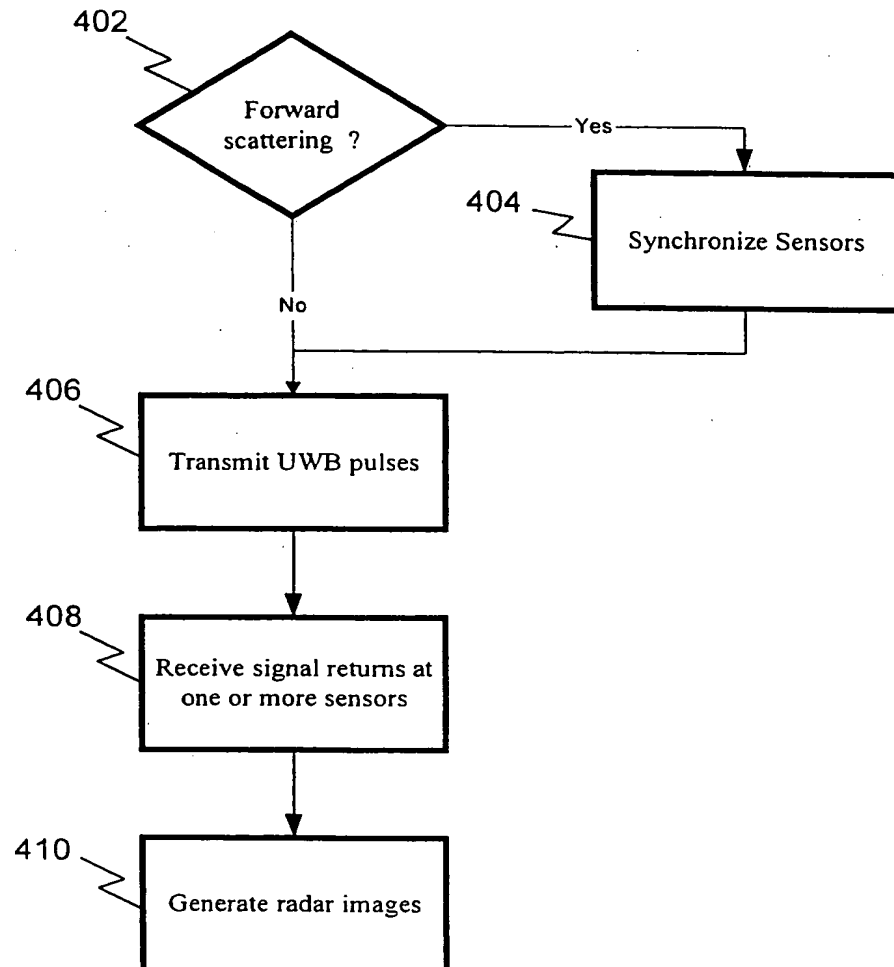 402
Forward
scattering ?
Yes
404
Synchronize Sensors
No
406
Transmit UWB pulses
408
Receive signal returns at
one or more sensors
410
Generate radar images